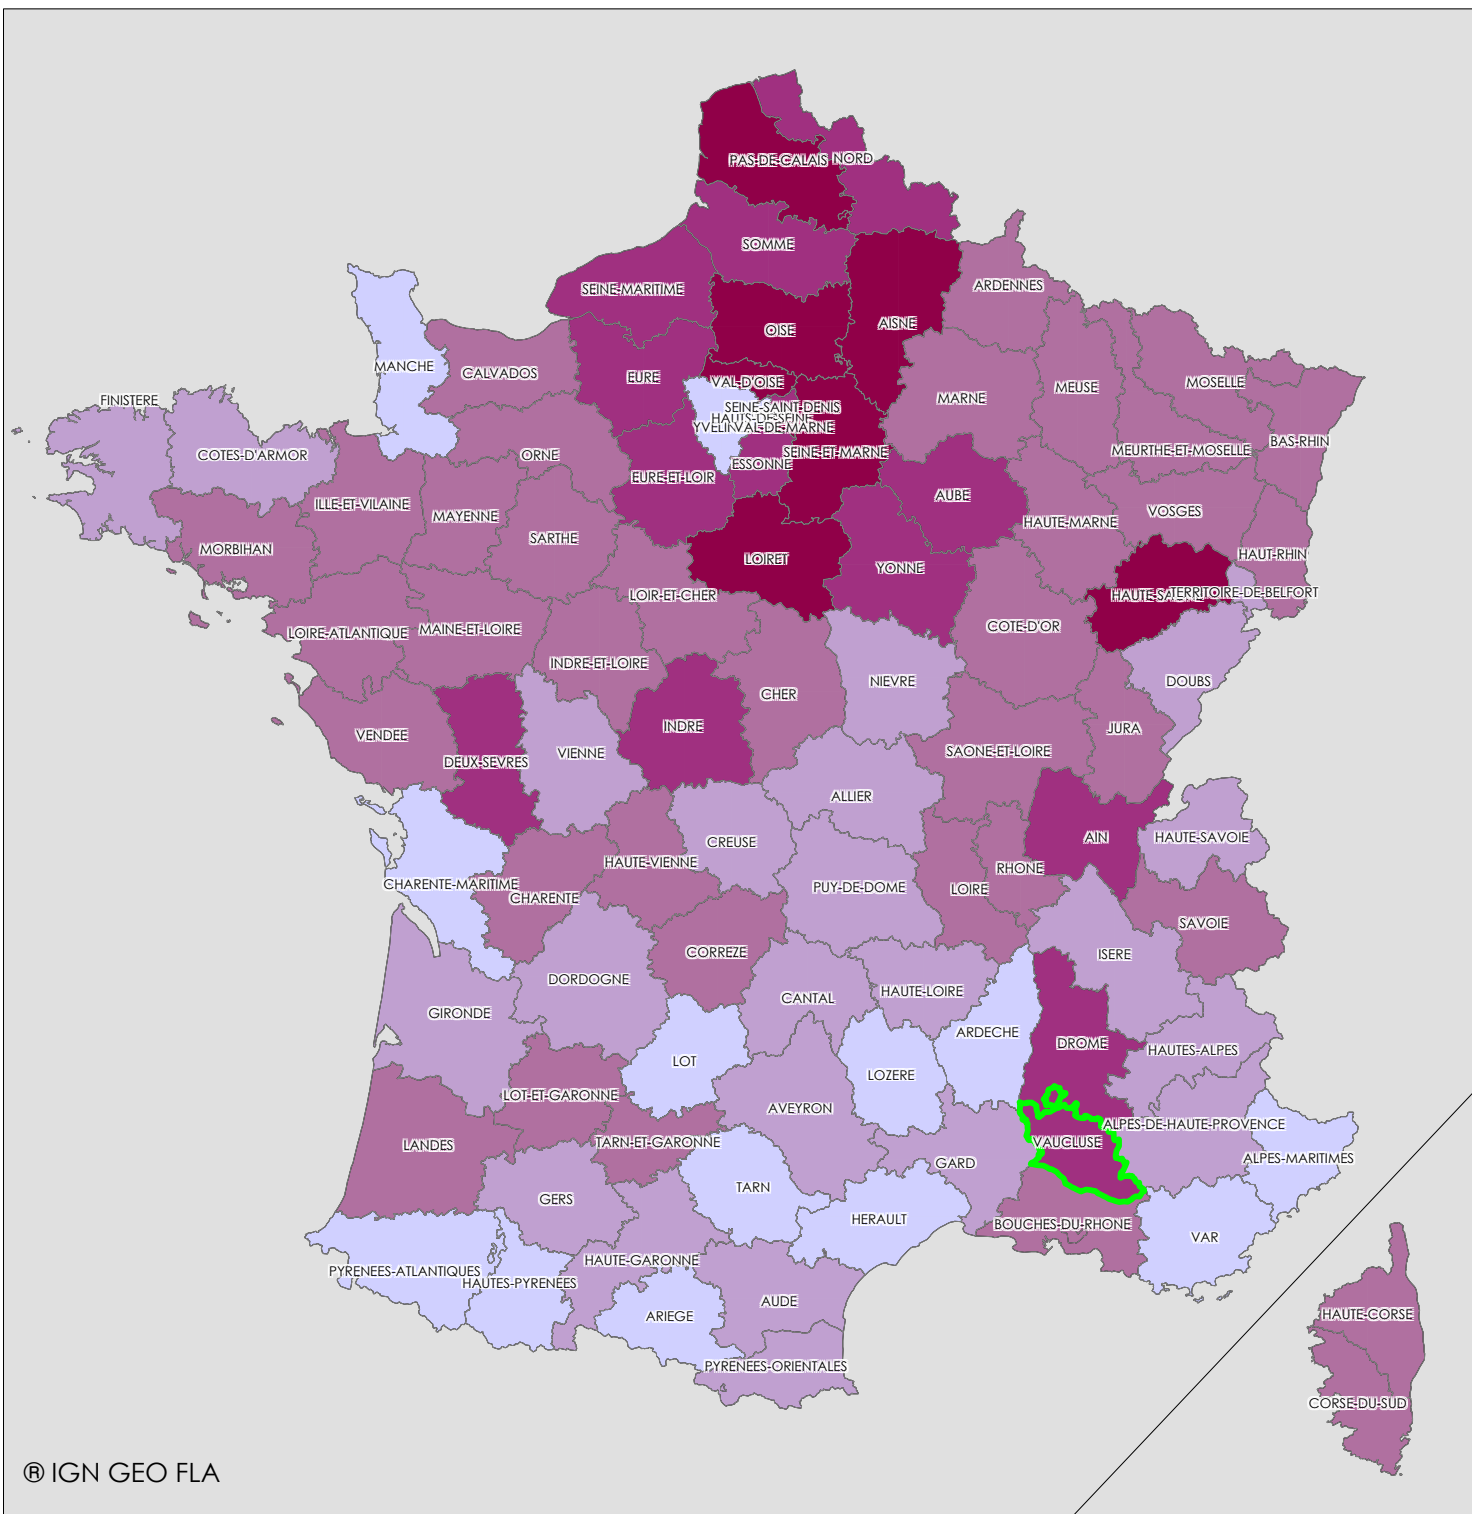 PAS-DE-CALAIS
NORD
SOMME
SEINE-MARITIME
ARDENNES
OISE
AISNE
MANCHE
CALVADOS
EURE
VAL-D'OISE
MOSELLE
MEUSE
MARNE
FINISTERE
SEINE-SAINT-DENIS
HAUTS-DE-SEINE
YVELIN
VAL-DE-MARNE
BAS-RHIN
COTES-D'ARMOR
ORNE
SEINE-ET-MARNE
MEURTHE-ET-MOSELLE
ESSONNE
EURE-ET-LOIR
AUBE
ILLE-ET-VILAINE
MAYENNE
HAUTE-MARNE
VOSGES
SARTHE
MORBIHAN
LOIRET
YONNE
HAUT-RHIN
LOIR-ET-CHER
HAUTE-SA
TERRITOIRE-DE-BELFORT
LOIRE-ATLANTIQUE
MAINE-ET-LOIRE
COTE-D'OR
INDRE-ET-LOIRE
NIEVRE
DOUBS
CHER
INDRE
JURA
VENDEE
SAONE-ET-LOIRE
VIENNE
DEUX-SEVRES
ALLIER
AIN
HAUTE-SAVOIE
CREUSE
HAUTE-VIENNE
RHONE
CHARENTE-MARITIME
PUY-DE-DOME
LOIRE
CHARENTE
SAVOIE
CORREZE
ISERE
DORDOGNE
HAUTE-LOIRE
CANTAL
GIRONDE
ARDECHE
DROME
HAUTES-ALPES
LOT
LOZERE
LOT-ET-GARONNE
AVEYRON
ALPES-DE-HAUTE-PROVENCE
LANDES
TARN-ET-GARONNE
VAUCLUSE
ALPES-MARITIMES
GARD
TARN
GERS
HERAULT
BOUCHES-DU-RHONE
VAR
HAUTE-GARONNE
PYRENEES-ATLANTIQUES
HAUTES-PYRENEES
AUDE
ARIEGE
HAUTE-CORSE
PYRENEES-ORIENTALES
CORSE-DU-SUD
® IGN GEO FLA